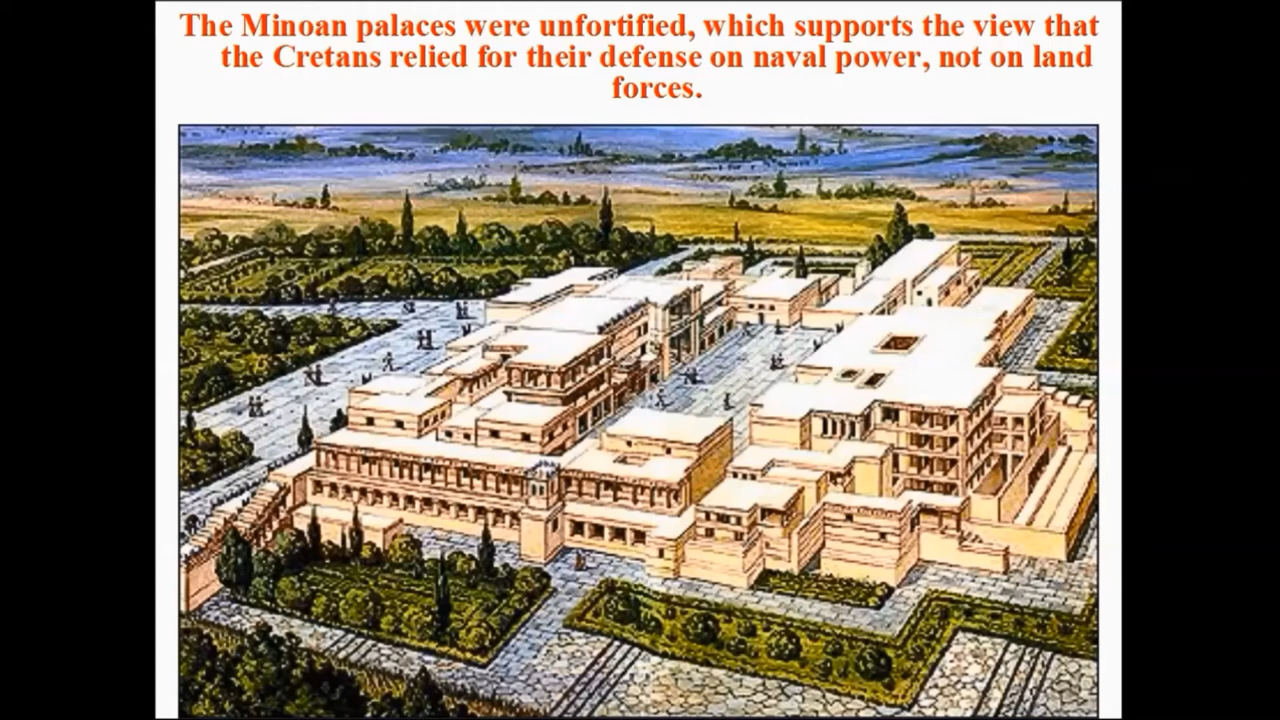 The Minoan palaces were unfortified, which supports the view that
the Cretans relied for their defense on naval power, not on land
forces.